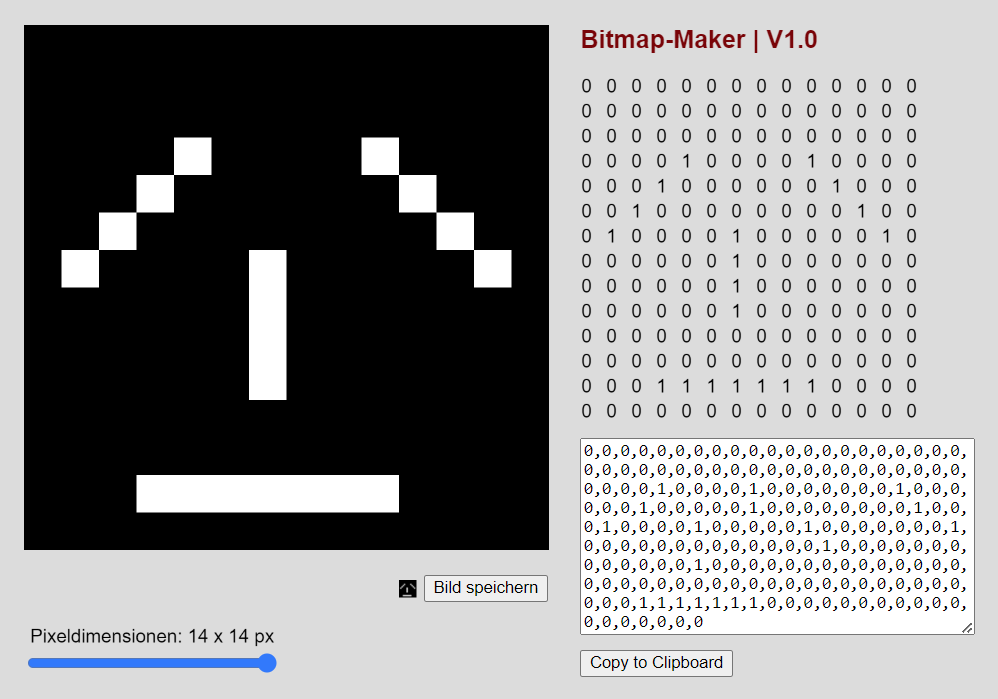 Bitmap-Maker | V1.0
0 0 0 0 0 0 0 0 0 0 0 0 0 0
0 0 0 0 0 0 0 0 0 0 0 0 0 0
0 0 0 0 0 0 0 0 0 0 0 0 0 0
0 0 0 0 1 0 0 0 0 1 0 0 0 0
0 0 0 1 0 0 0 0 0 0 1 0 0 0
0 0 1 0 0 0 0 0 0 0 0 1 0 0
0 1 0 0 0 0 1 0 0 0 0 0 1 0
0 0 0 0 0 0 1 0 0 0 0 0 0 0
0 0 0 0 0 0 1 0 0 0 0 0 0 0
0 0 0 0 0 0 1 0 0 0 0 0 0 0
0 0 0 0 0 0 0 0 0 0 0 0 0 0
0 0 0 0 0 0 0 0 0 0 0 0 0 0
0 0 0 1 1 1 1 1 1 1 0 0 0 0
0 0 0 0 0 0 0 0 0 0 0 0 0 0
0,0,0,0,0,0,0,0,0,0,0,0,0,0,0,0,0,0,0,0,0,
0,0,0,0,0,0,0,0,0,0,0,0,0,0,0,0,0,0,0,0,0,
0,0,0,0,1,0,0,0,0,1,0,0,0,0,0,0,0,1,0,0,0,
0,0,0,1,0,0,0,0,0,1,0,0,0,0,0,0,0,0,1,0,0,
0,1,0,0,0,0,1,0,0,0,0,0,1,0,0,0,0,0,0,0,1,
0,0,0,0,0,0,0,0,0,0,0,0,0,1,0,0,0,0,0,0,0,
0,0,0,0,0,0,1,0,0,0,0,0,0,0,0,0,0,0,0,0,0,
0,0,0,0,0,0,0,0,0,0,0,0,0,0,0,0,0,0,0,0,0,
0,0,0,1,1,1,1,1,1,1,0,0,0,0,0,0,0,0,0,0,0,
0,0,0,0,0,0,0
Bild speichern
Pixeldimensionen: 14 x 14 px
Copy to Clipboard